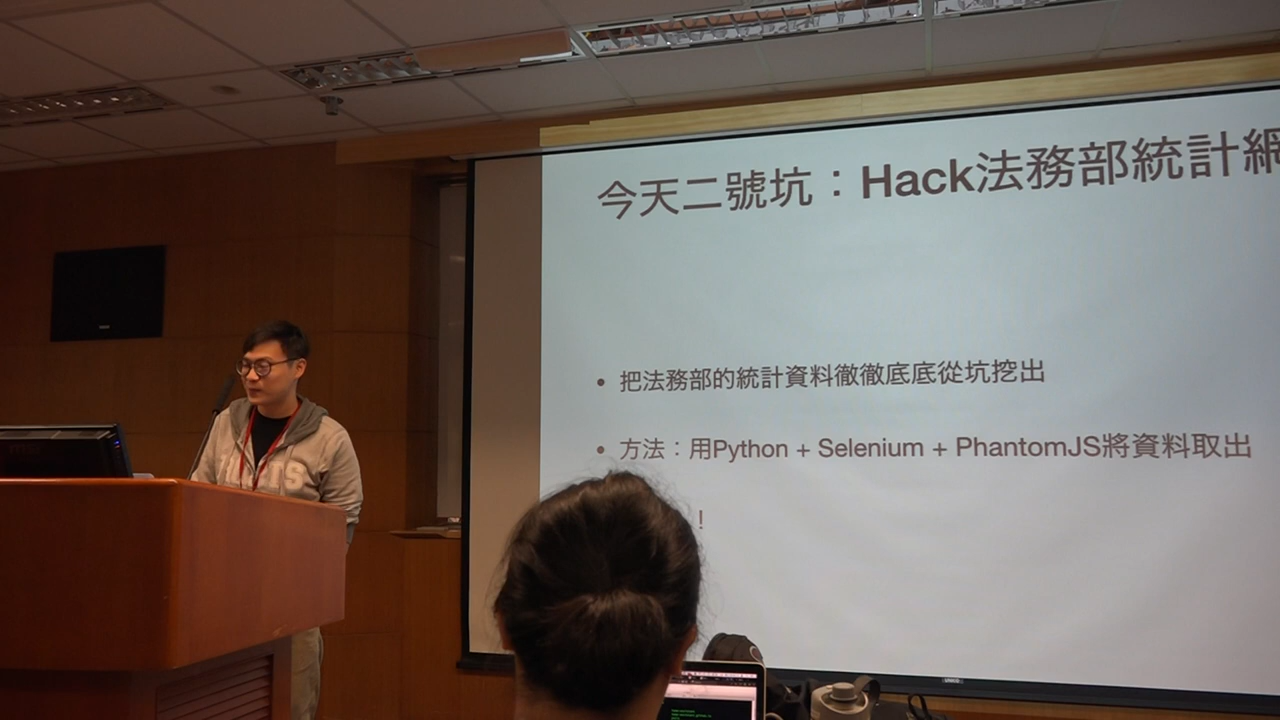 今天二號坑：Hack法務部統計網
• 把法務部的統計資料徹徹底底從坑挖出
• 方法：用Python + Selenium + PhantomJS將資料取出
!